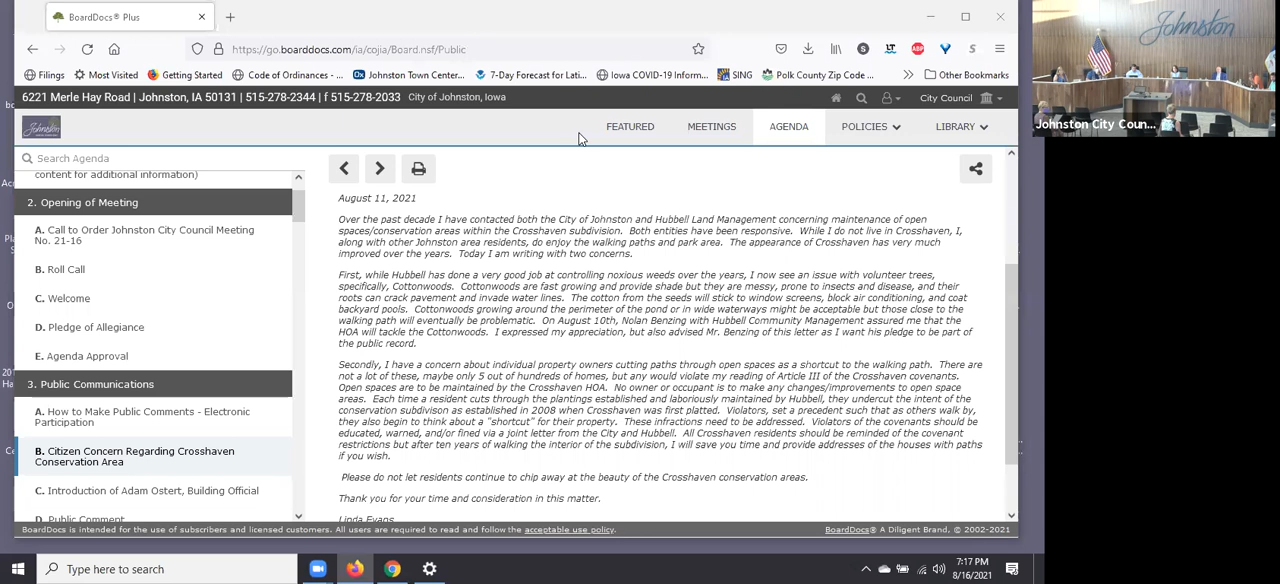 BoardDocs® Plus
https://go.boarddocs.com/ia/cojia/Board.nsf/Public
Filings
Most Visited
Getting Started
Code of Ordinances - ...
Johnston Town Center...
7-Day Forecast for Lati...
Iowa COVID-19 Inform...
SING
Polk County Zip Code ...
Other Bookmarks
6221 Merle Hay Road | Johnston, IA 50131 | 515-278-2344 | f 515-278-2033 City of Johnston, Iowa
City Council
Johnston
FEATURED
MEETINGS
AGENDA
POLICIES
LIBRARY
Search Agenda
content for additional information)
2. Opening of Meeting
A. Call to Order Johnston City Council Meeting
No. 21-16
B. Roll Call
C. Welcome
D. Pledge of Allegiance
E. Agenda Approval
3. Public Communications
A. How to Make Public Comments - Electronic
Participation
B. Citizen Concern Regarding Crosshaven
Conservation Area
C. Introduction of Adam Ostert, Building Official
D. Public Comment
August 11, 2021
Over the past decade I have contacted both the City of Johnston and Hubbell Land Management concerning maintenance of open
spaces/conservation areas within the Crosshaven subdivision. Both entities have been responsive. While I do not live in Crosshaven, I,
along with other Johnston area residents, do enjoy the walking paths and park area. The appearance of Crosshaven has very much
improved over the years. Today I am writing with two concerns.
First, while Hubbell has done a very good job at controlling noxious weeds over the years, I now see an issue with volunteer trees,
specifically, Cottonwoods. Cottonwoods are fast growing and provide shade but they are messy, prone to insects and disease, and their
roots can crack pavement and invade water lines. The cotton from the seeds will stick to window screens, block air conditioning, and coat
backyard pools. Cottonwoods growing around the perimeter of the pond or in wide waterways might be acceptable but those close to the
walking path will eventually be problematic. On August 10th, Nolan Benzing with Hubbell Community Management assured me that the
HOA will tackle the Cottonwoods. I expressed my appreciation, but also advised Mr. Benzing of this letter as I want his pledge to be part of
the public record.
Secondly, I have a concern about individual property owners cutting paths through open spaces as a shortcut to the walking path. There are
not a lot of these, maybe only 5 out of hundreds of homes, but any would violate my reading of Article III of the Crosshaven covenants.
Open spaces are to be maintained by the Crosshaven HOA. No owner or occupant is to make any changes/improvements to open space
areas. Each time a resident cuts through the plantings established and laboriously maintained by Hubbell, they undercut the intent of the
conservation subdivison as established in 2008 when Crosshaven was first platted. Violators, set a precedent such that as others walk by,
they also begin to think about a "shortcut" for their property. These infractions need to be addressed. Violators of the covenants should be
educated, warned, and/or fined via a joint letter from the City and Hubbell. All Crosshaven residents should be reminded of the covenant
restrictions but after ten years of walking the interior of the subdivision, I will save you time and provide addresses of the houses with paths
if you wish.
Please do not let residents continue to chip away at the beauty of the Crosshaven conservation areas.
Thank you for your time and consideration in this matter.
Linda Evans
BoardDocs is intended for the use of subscribers and licensed customers. All users are required to read and follow the acceptable use policy.
BoardDocs® A Diligent Brand. © 2002-2021
Type here to search
7:17 PM
8/16/2021
Johnston
Johnston City Coun...